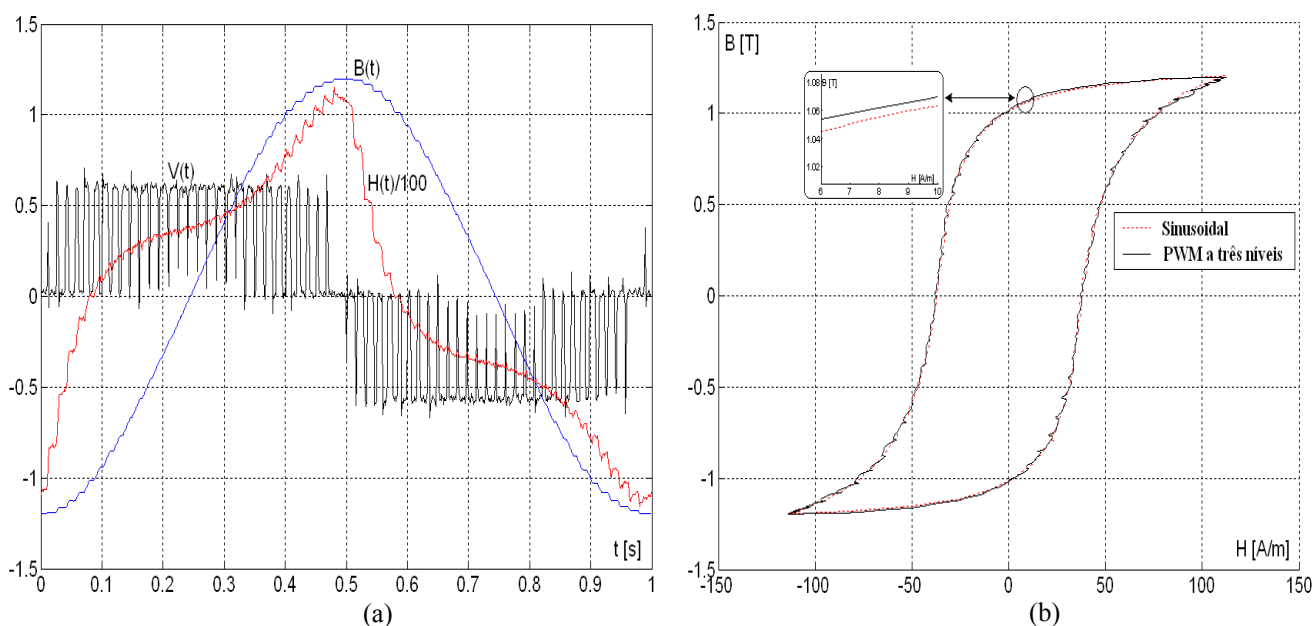 1.5
1
0.5
0
-0.5
-1
-1.5
B(t)
V(t)
H(t)/100
t [s]
0 0.1 0.2 0.3 0.4 0.5 0.6 0.7 0.8 0.9 1
(a)
1.5
1
0.5
0
-0.5
-1
-1.5
B [T]
1.08
B [T]
1.06
1.04
1.02
H [A/m]
6 7 8 9 10
Sinusoidal
PWM a três níveis
H [A/m]
-150 -100 -50 0 50 100 150
(b)